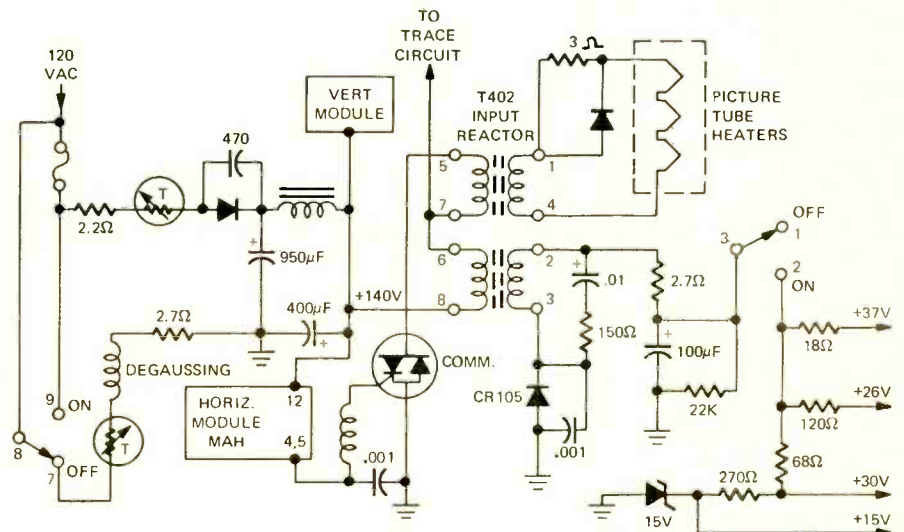 TO
TRACE
CIRCUIT
120
VAC
3 Ω
VERT
MODULE
T402
INPUT
REACTOR
PICTURE
TUBE
HEATERS
470
5
1
T
7
4
OFF
1
2.2Ω
+
950μF
6
2
3
2
ON
+
.01
2.7Ω
+37V
2.7Ω
400μF
+
+140V
8
3
+
18Ω
150Ω
100μF
DEGAUSSING
COMM.
+26V
9
ON
12
CR105
22K
120Ω
HORIZ.
MODULE
MAH
T
8
4,5
.001
68Ω
7
OFF
.001
270Ω
+30V
15V
+15V